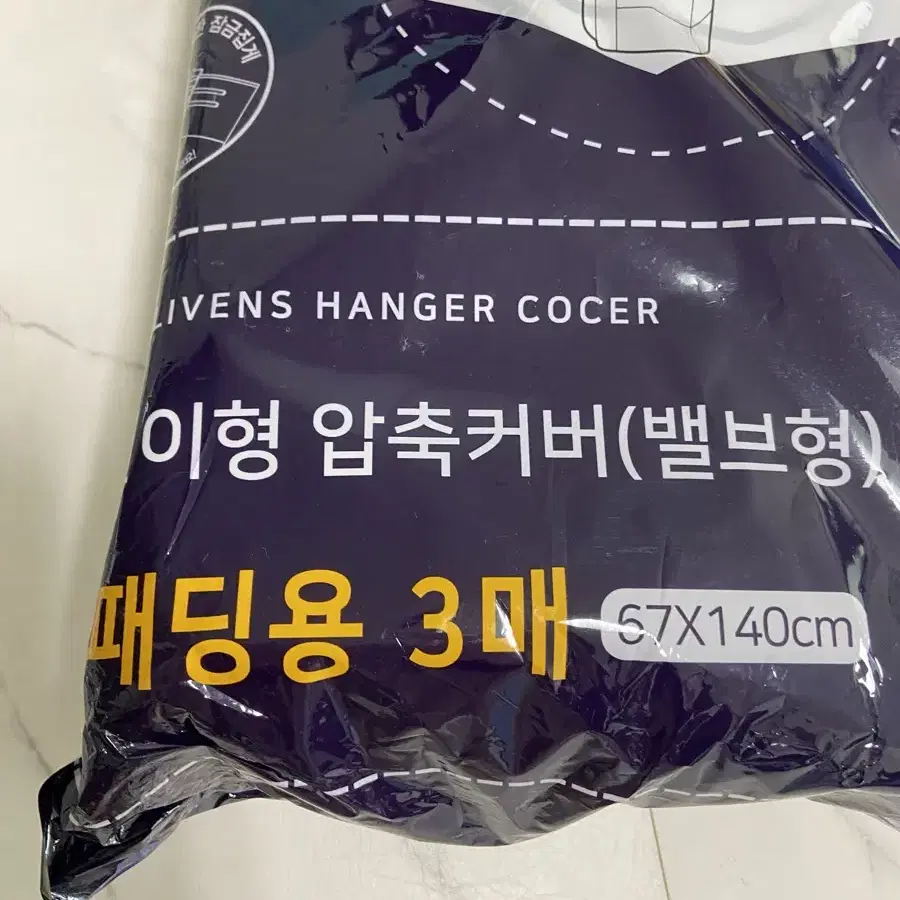 잠금집게
LIVENS HANGER COCER
이형 압축커버(밸브형)
패딩용 3매
67X140cm